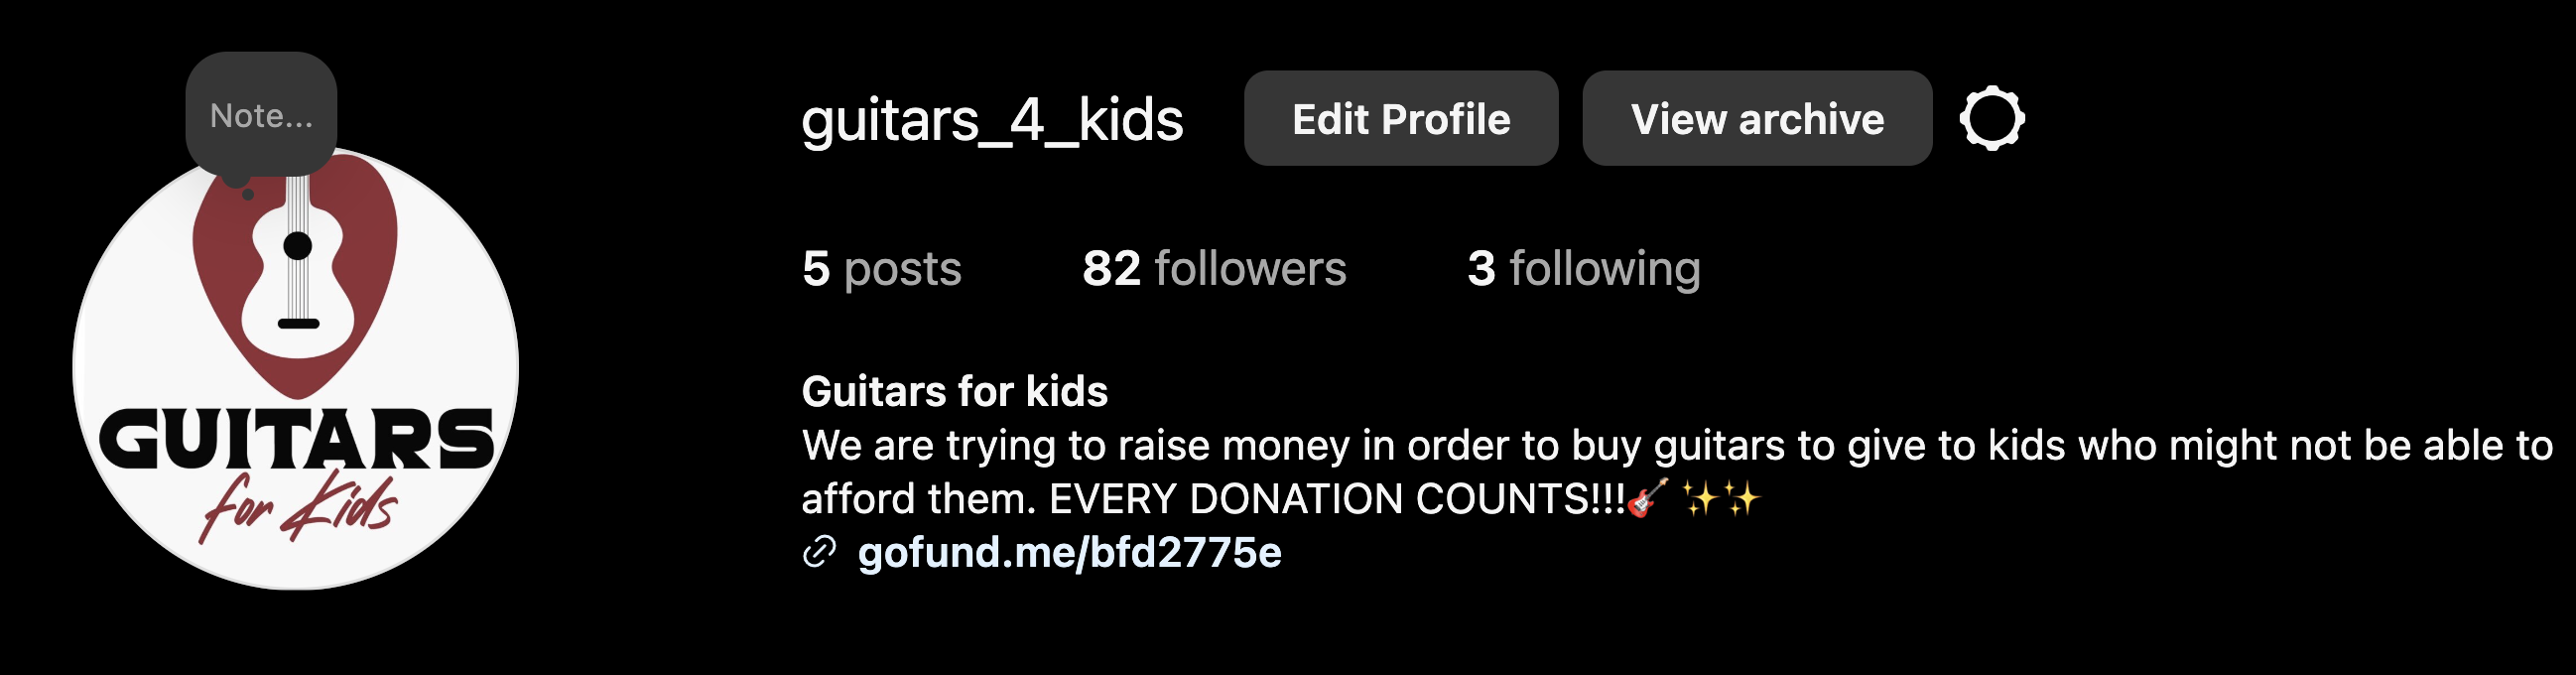 Note...
guitars_4_kids Edit Profile View archive
5 posts 82 followers 3 following
GUITARS
for Kids
Guitars for kids
We are trying to raise money in order to buy guitars to give to kids who might not be able to
afford them. EVERY DONATION COUNTS!!!🎸 ✨✨
gofund.me/bfd2775e